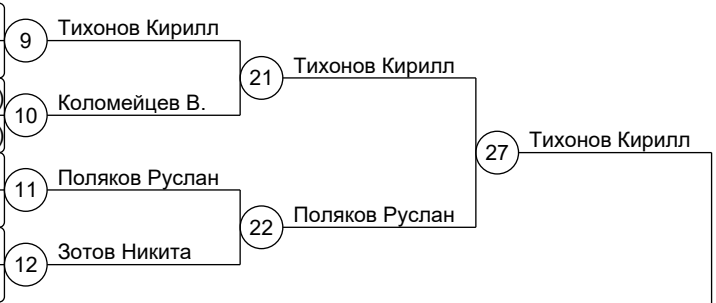 9 Тихонов Кирилл
21 Тихонов Кирилл
10 Коломейцев В.
27 Тихонов Кирилл
11 Поляков Руслан
22 Поляков Руслан
12 Зотов Никита